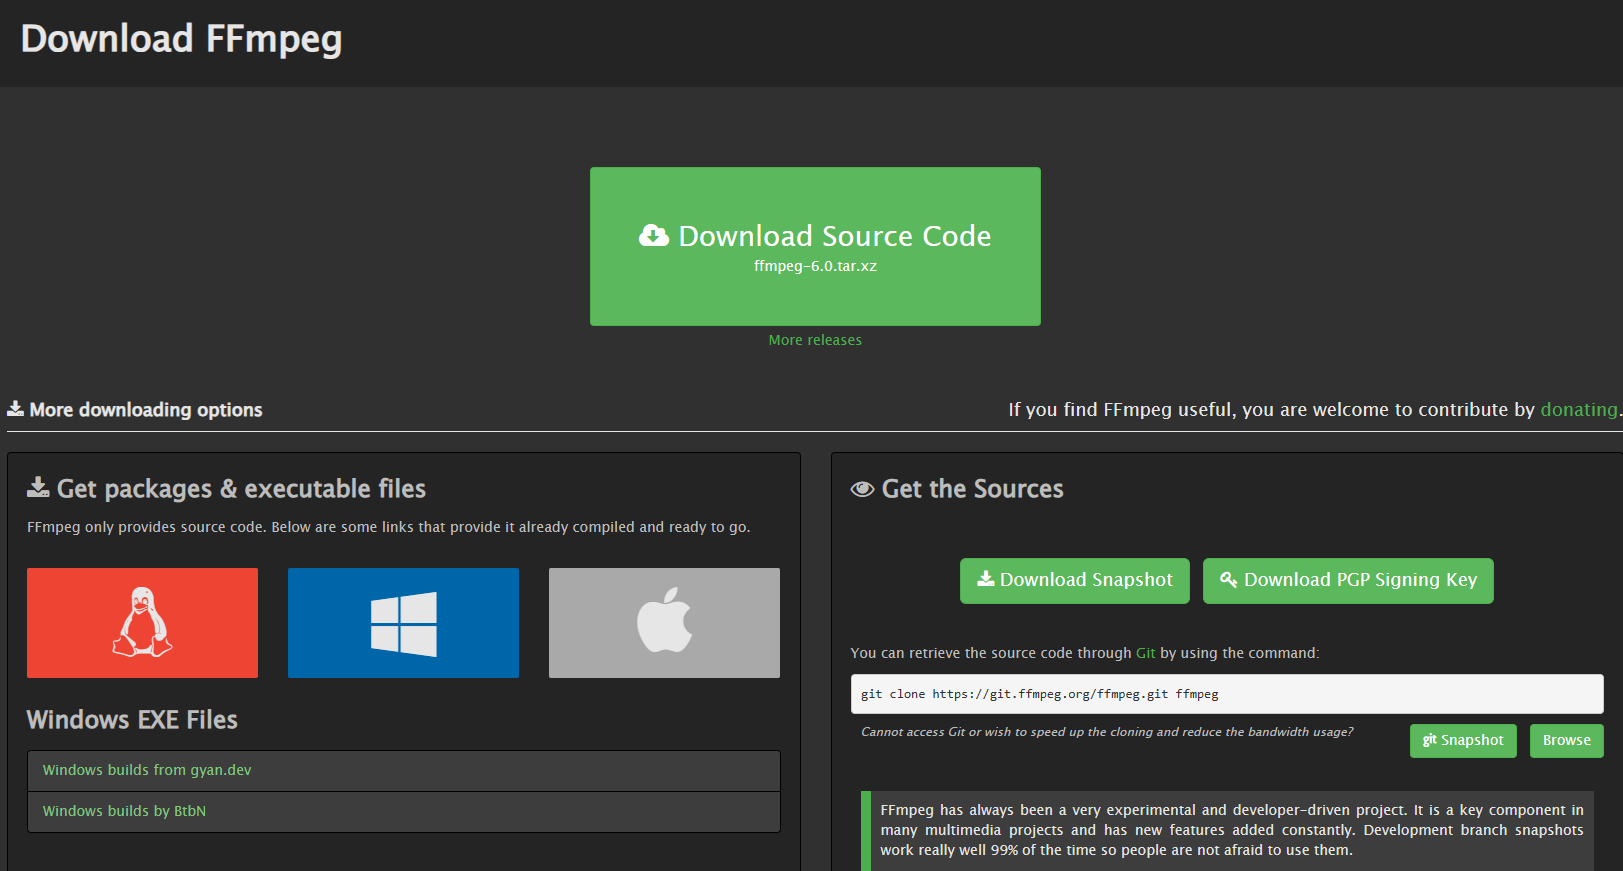 Download FFmpeg
Download Source Code
ffmpeg-6.0.tar.xz
More releases
More downloading options
If you find FFmpeg useful, you are welcome to contribute by donating.
Get packages & executable files
FFmpeg only provides source code. Below are some links that provide it already compiled and ready to go.
Windows EXE Files
Windows builds from gyan.dev
Windows builds by BtbN
Get the Sources
Download Snapshot
Download PGP Signing Key
You can retrieve the source code through Git by using the command:
git clone https://git.ffmpeg.org/ffmpeg.git ffmpeg
Cannot access Git or wish to speed up the cloning and reduce the bandwidth usage?
git Snapshot
Browse
FFmpeg has always been a very experimental and developer-driven project. It is a key component in
many multimedia projects and has new features added constantly. Development branch snapshots
work really well 99% of the time so people are not afraid to use them.